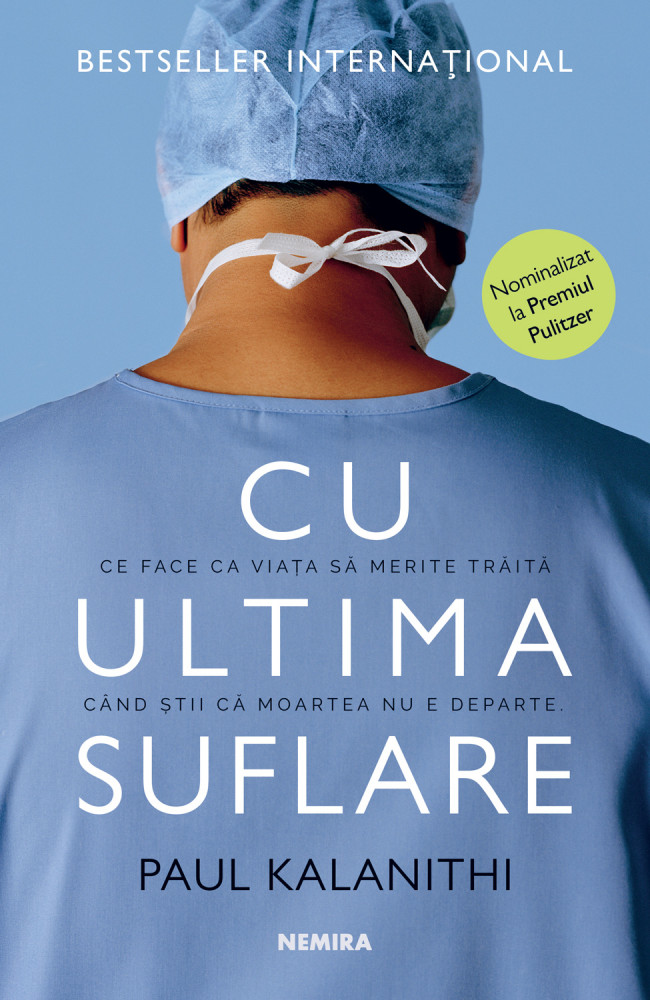 BESTSELLER INTERNAŢIONAL
Nominalizat
la Premiul
Pulitzer
CU
CE FACE CA VIAȚA SĂ MERITE TRĂITĂ
ULTIMA
CÂND ȘTII CĂ MOARTEA NU E DEPARTE.
SUFLARE
PAUL KALANITHI
NEMIRA